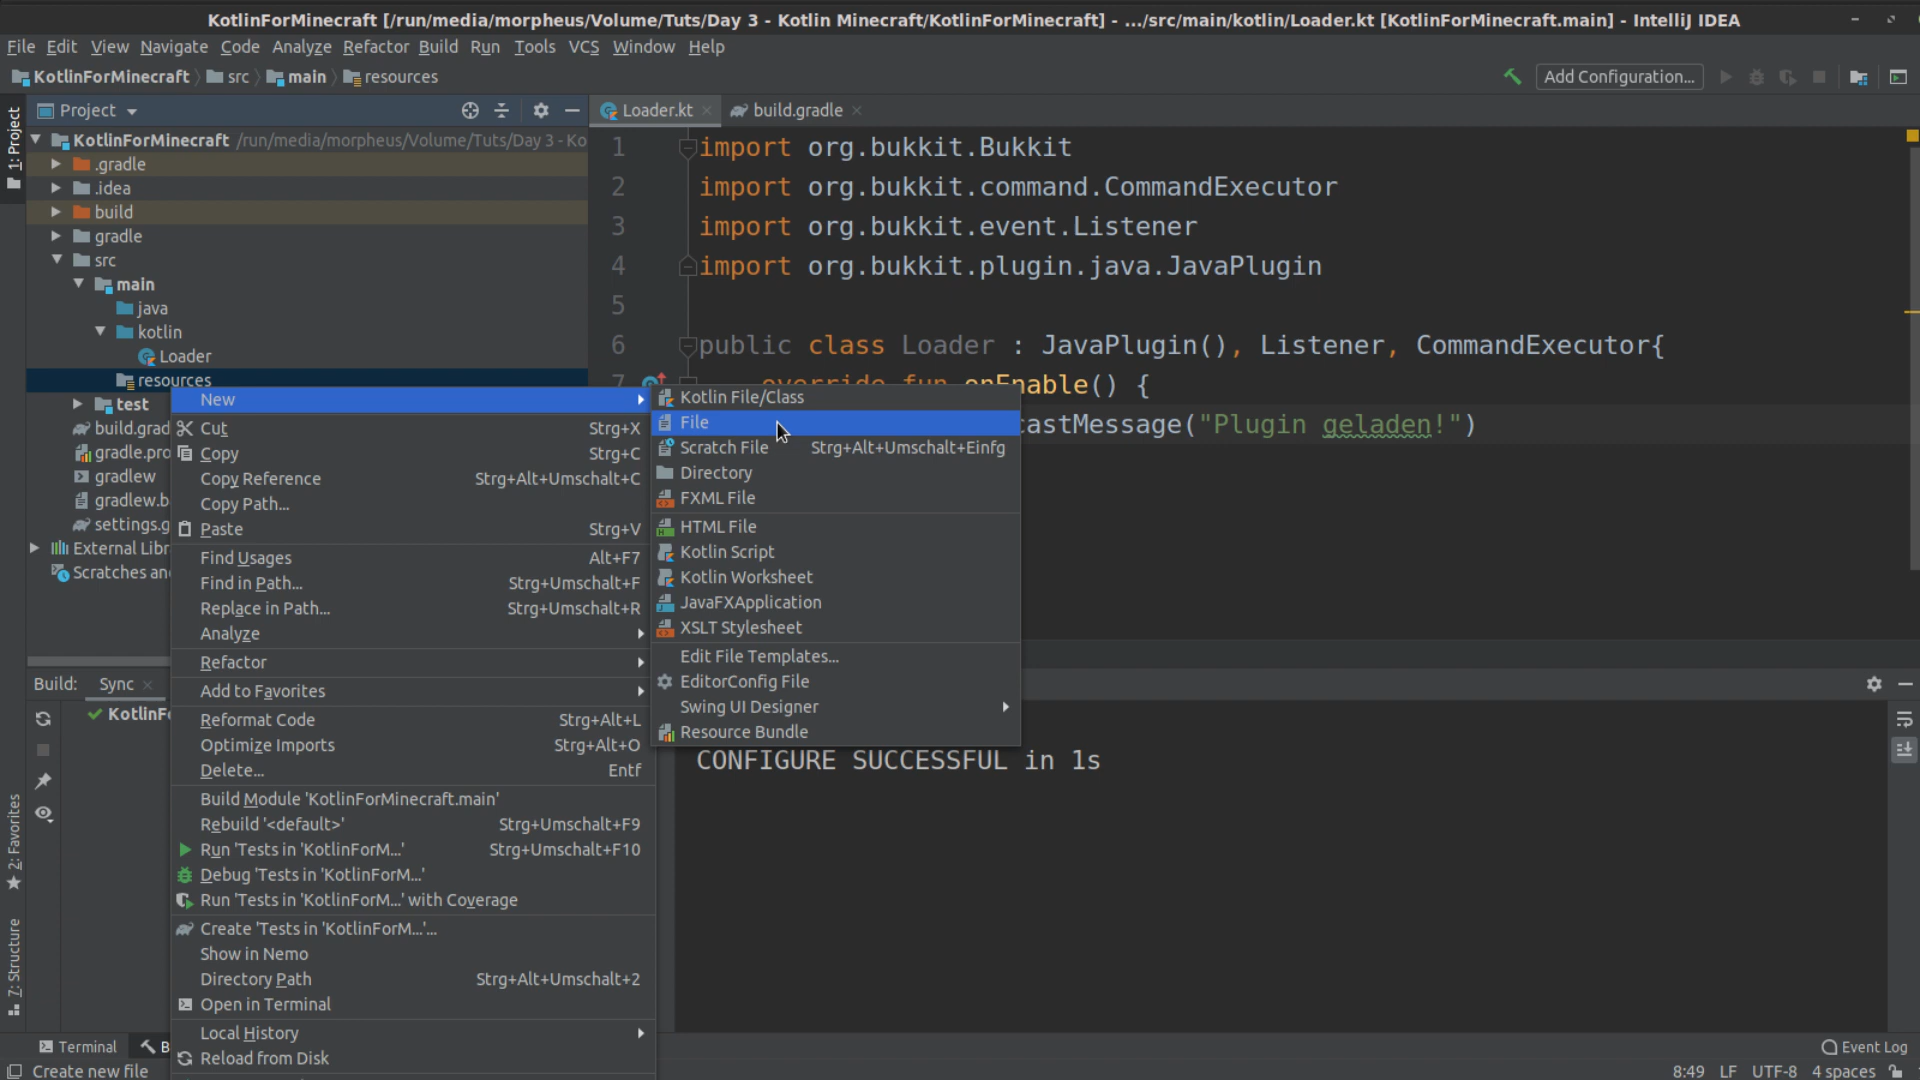 KotlinForMinecraft [/run/media/morpheus/Volume/Tuts/Day 3 - Kotlin Minecraft/KotlinForMinecraft] - .../src/main/kotlin/Loader.kt [KotlinForMinecraft.main] - IntelliJ IDEA
File Edit View Navigate Code Analyze Refactor Build Run Tools VCS Window Help
KotlinForMinecraft src main resources
Add Configuration...
1: Project
Project
KotlinForMinecraft /run/media/morpheus/Volume/Tuts/Day 3 - Ko
.gradle
.idea
build
gradle
src
main
java
kotlin
Loader
resources
test
build.grad
gradle.pro
gradlew
gradlew.b
settings.g
External Libr
Scratches an
Loader.kt
build.gradle
1 import org.bukkit.Bukkit
2 import org.bukkit.command.CommandExecutor
3 import org.bukkit.event.Listener
4 import org.bukkit.plugin.java.JavaPlugin
5
6 public class Loader : JavaPlugin(), Listener, CommandExecutor{
7 override fun onEnable() {
castMessage("Plugin geladen!")
New
Cut Strg+X
Copy Strg+C
Copy Reference Strg+Alt+Umschalt+C
Copy Path...
Paste Strg+V
Find Usages Alt+F7
Find in Path... Strg+Umschalt+F
Replace in Path... Strg+Umschalt+R
Analyze
Refactor
Add to Favorites
Reformat Code Strg+Alt+L
Optimize Imports Strg+Alt+O
Delete... Entf
Build Module 'KotlinForMinecraft.main'
Rebuild '<default>' Strg+Umschalt+F9
Run 'Tests in 'KotlinForM...' Strg+Umschalt+F10
Debug 'Tests in 'KotlinForM...'
Run 'Tests in 'KotlinForM...' with Coverage
Create 'Tests in 'KotlinForM...'...
Show in Nemo
Directory Path Strg+Alt+Umschalt+2
Open in Terminal
Local History
Reload from Disk
Kotlin File/Class
File
Scratch File Strg+Alt+Umschalt+Einfg
Directory
FXML File
HTML File
Kotlin Script
Kotlin Worksheet
JavaFXApplication
XSLT Stylesheet
Edit File Templates...
EditorConfig File
Swing UI Designer
Resource Bundle
Build: Sync
KotlinFo
CONFIGURE SUCCESSFUL in 1s
2: Favorites
7: Structure
Terminal
B
Event Log
Create new file
8:49 LF UTF-8 4 spaces